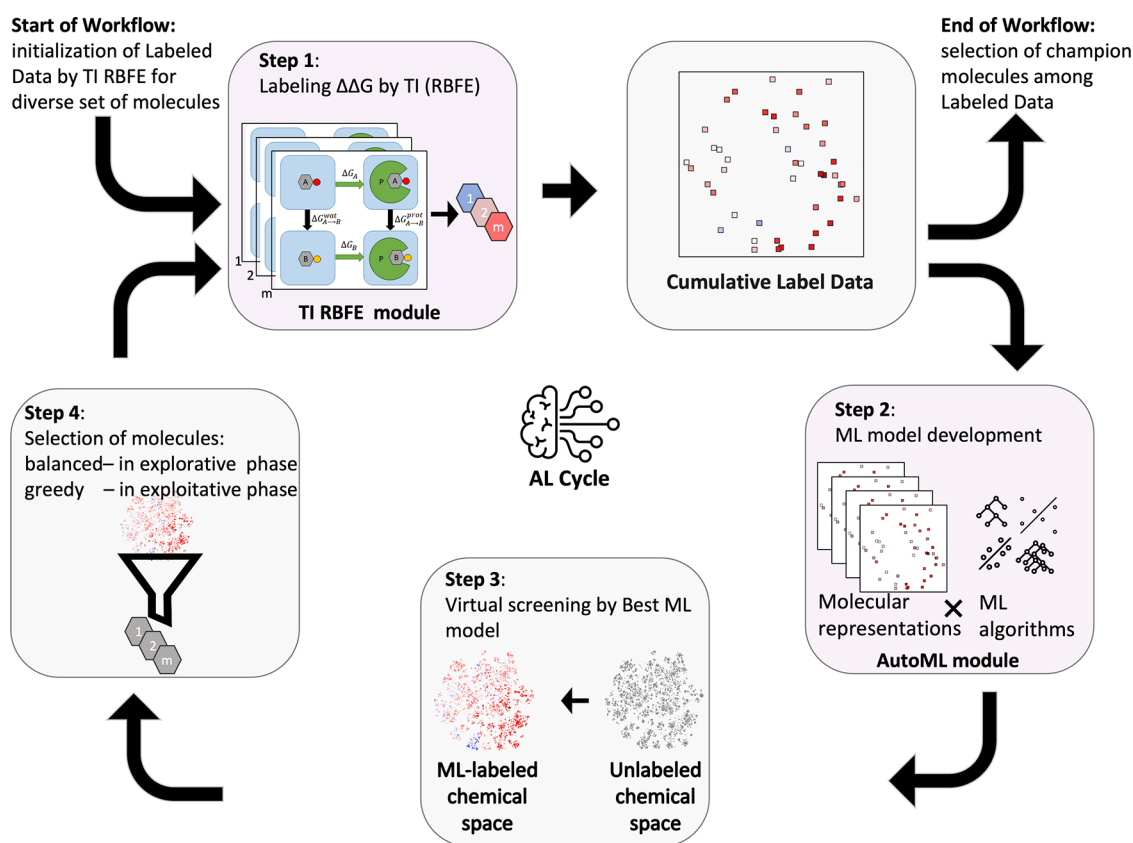 Start of Workflow:
initialization of Labeled
Data by TI RBFE for
diverse set of molecules
Step 1:
Labeling ΔΔG by TI (RBFE)
A
ΔG_A
P
A
ΔG^wat_A→B
ΔG^prot_A→B
B
ΔG_B
P
B
1
2
m
1
2
m
TI RBFE module
Cumulative Label Data
End of Workflow:
selection of champion
molecules among
Labeled Data
Step 2:
ML model development
Molecular
representations
ML
algorithms
AutoML module
AL Cycle
Step 3:
Virtual screening by Best ML
model
ML-labeled
chemical
space
Unlabeled
chemical
space
Step 4:
Selection of molecules:
balanced– in explorative phase
greedy – in exploitative phase
1
2
m